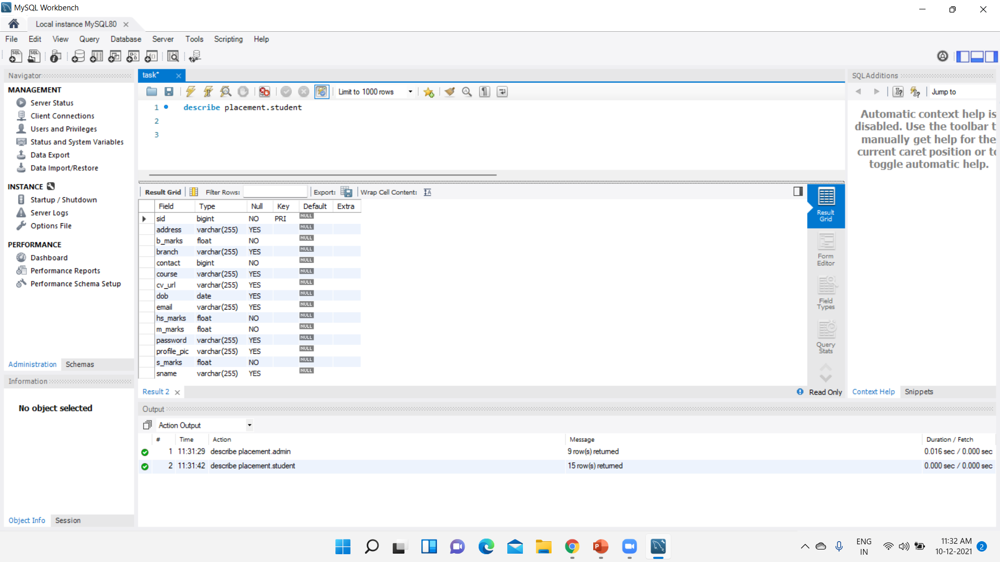 MySQL Workbench
Local instance MySQL80
File Edit View Query Database Server Tools Scripting Help
Navigator
MANAGEMENT
Server Status
Client Connections
Users and Privileges
Status and System Variables
Data Export
Data Import/Restore
INSTANCE
Startup / Shutdown
Server Logs
Options File
PERFORMANCE
Dashboard
Performance Reports
Performance Schema Setup
Administration Schemas
Information
No object selected
Object Info Session
task*
Limit to 1000 rows
1 describe placement.student
2
3
Result Grid Filter Rows: Export: Wrap Cell Content:
Field Type Null Key Default Extra
sid bigint NO PRI NULL
address varchar(255) YES NULL
b_marks float NO NULL
branch varchar(255) YES NULL
contact bigint NO NULL
course varchar(255) YES NULL
cv_url varchar(255) YES NULL
dob date YES NULL
email varchar(255) YES NULL
hs_marks float NO NULL
m_marks float NO NULL
password varchar(255) YES NULL
profile_pic varchar(255) YES NULL
s_marks float NO NULL
sname varchar(255) YES NULL
Result
Grid
Form
Editor
Field
Types
Query
Stats
Result 2
Read Only
Output
Action Output
# Time Action Message Duration / Fetch
1 11:31:29 describe placement.admin 9 row(s) returned 0.016 sec / 0.000 sec
2 11:31:42 describe placement.student 15 row(s) returned 0.000 sec / 0.000 sec
SQLAdditions
Jump to
Automatic context help is
disabled. Use the toolbar t
manually get help for the
current caret position or to
toggle automatic help.
Context Help Snippets
ENG
IN
11:32 AM
10-12-2021
2